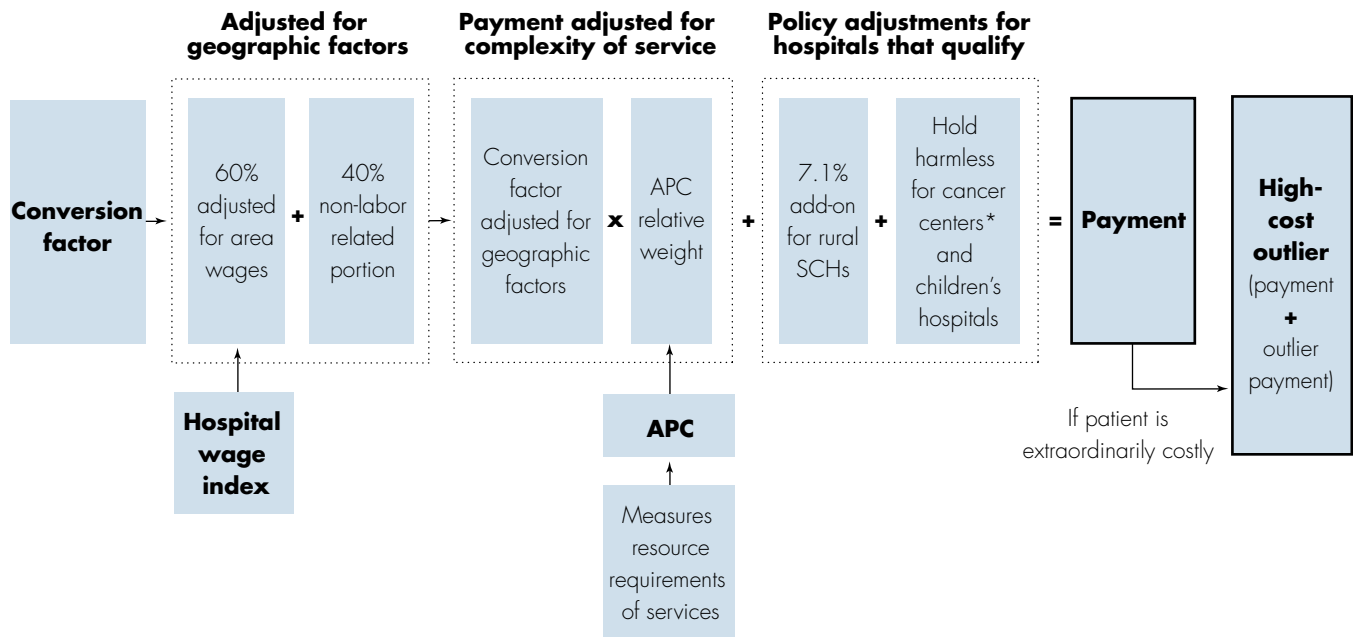 Adjusted for
geographic factors
Payment adjusted for
complexity of service
Policy adjustments for
hospitals that qualify
Conversion
factor
60%
adjusted
for area
wages
+
40%
non-labor
related
portion
Conversion
factor
adjusted for
geographic
factors
x
APC
relative
weight
+
7.1%
add-on
for rural
SCHs
+
Hold
harmless
for cancer
centers*
and
children’s
hospitals
=
Payment
High-
cost
outlier
(payment
+
outlier
payment)
Hospital
wage
index
APC
If patient is
extraordinarily costly
Measures
resource
requirements
of services